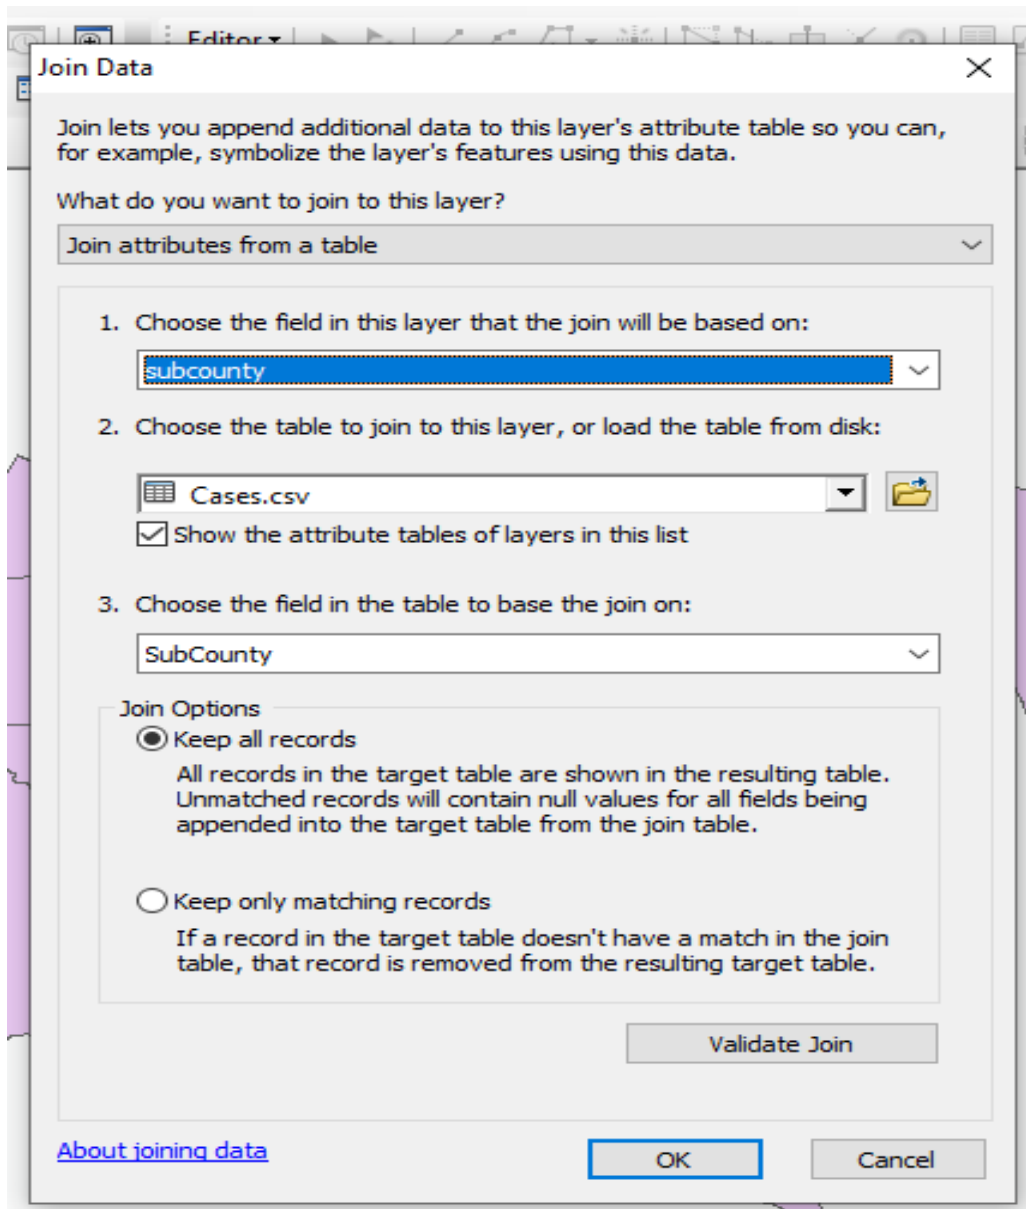 Editor
Join Data
Join lets you append additional data to this layer's attribute table so you can,
for example, symbolize the layer's features using this data.
What do you want to join to this layer?
Join attributes from a table
1. Choose the field in this layer that the join will be based on:
subcounty
2. Choose the table to join to this layer, or load the table from disk:
Cases.csv
Show the attribute tables of layers in this list
3. Choose the field in the table to base the join on:
SubCounty
Join Options
Keep all records
All records in the target table are shown in the resulting table.
Unmatched records will contain null values for all fields being
appended into the target table from the join table.
Keep only matching records
If a record in the target table doesn't have a match in the join
table, that record is removed from the resulting target table.
Validate Join
About joining data
OK
Cancel